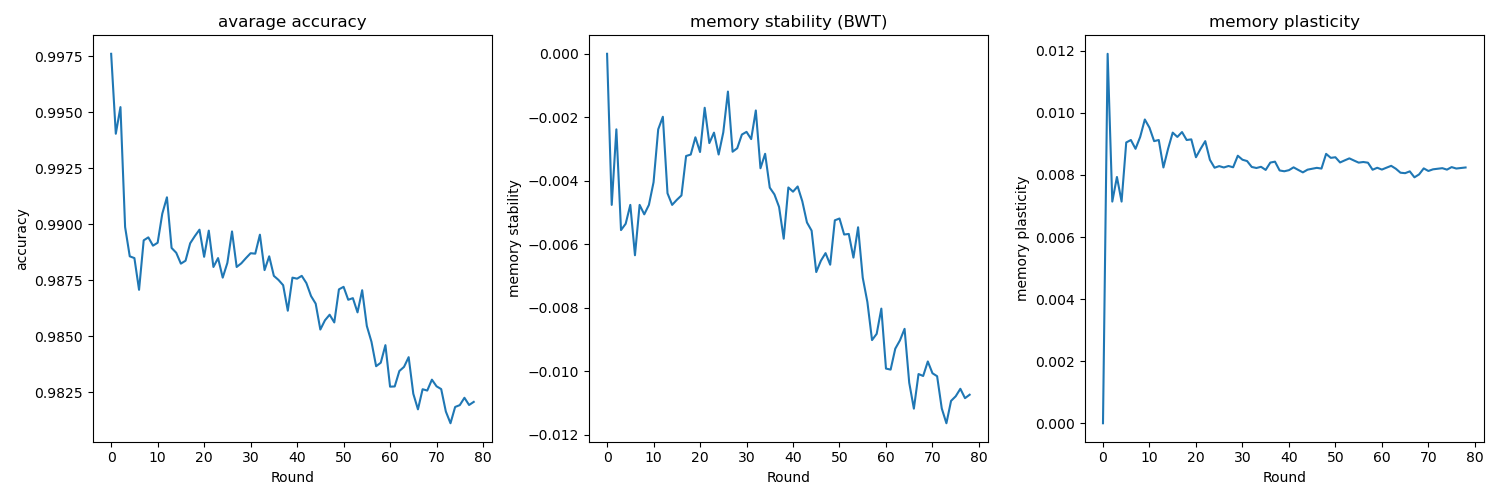 avarage accuracy
accuracy
0.9975
0.9950
0.9925
0.9900
0.9875
0.9850
0.9825
0 10 20 30 40 50 60 70 80
Round
memory stability (BWT)
memory stability
0.000
−0.002
−0.004
−0.006
−0.008
−0.010
−0.012
0 10 20 30 40 50 60 70 80
Round
memory plasticity
memory plasticity
0.012
0.010
0.008
0.006
0.004
0.002
0.000
0 10 20 30 40 50 60 70 80
Round